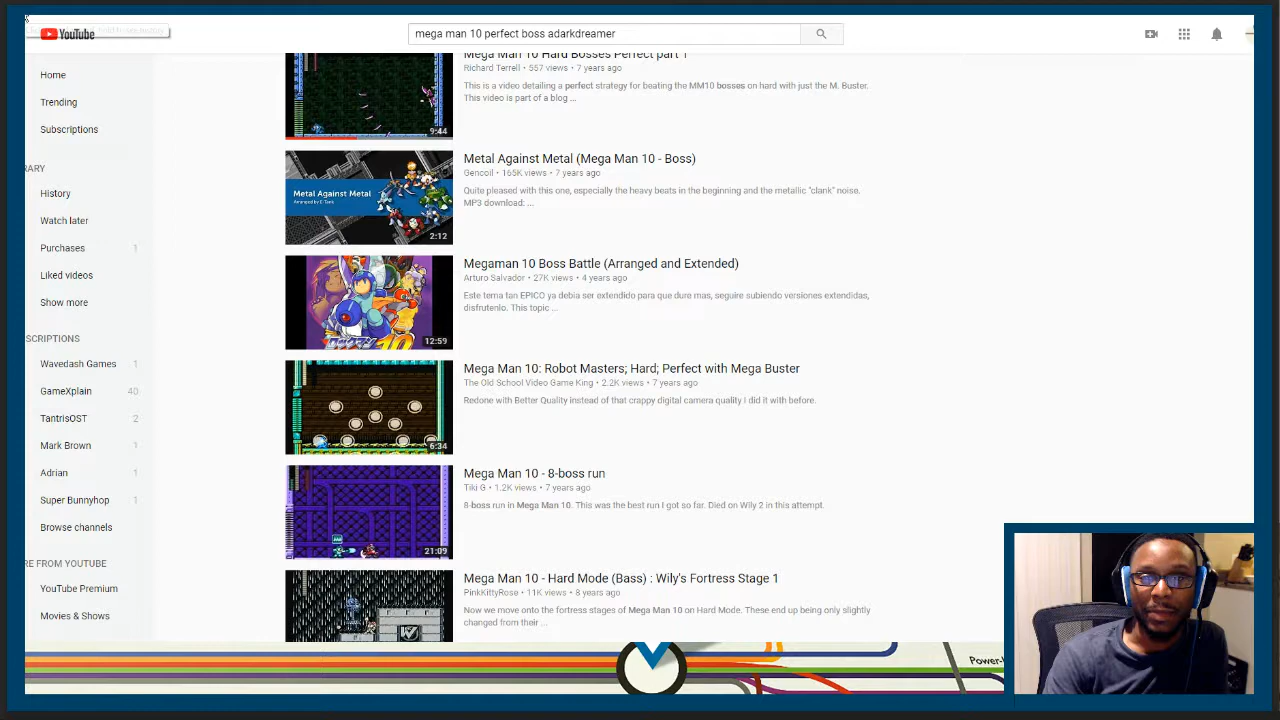 YouTube
mega man 10 perfect boss adarkdreamer
Home
Trending
Subscriptions
RARY
History
Watch later
Purchases 1
Liked videos
Show more
SCRIPTIONS
Wavedash Games 1
GameXplain 40
TantrisOST 2
Mark Brown 1
Adrian 1
Super Bunnyhop 1
Browse channels
RE FROM YOUTUBE
YouTube Premium
Movies & Shows
Mega Man 10 Hard Bosses Perfect part 1
Richard Terrell • 557 views • 7 years ago
This is a video detailing a perfect strategy for beating the MM10 bosses on hard with just the M. Buster.
This video is part of a blog ...
9:44
Metal Against Metal
Arranged by E-Tank
2:12
Metal Against Metal (Mega Man 10 - Boss)
Gencoil • 165K views • 7 years ago
Quite pleased with this one, especially the heavy beats in the beginning and the metallic "clank" noise.
MP3 download: ...
ロックマン10
12:59
Megaman 10 Boss Battle (Arranged and Extended)
Arturo Salvador • 27K views • 4 years ago
Este tema tan EPICO ya debia ser extendido para que dure mas, seguire subiendo versiones extendidas,
disfrutenlo. This topic ...
6:34
Mega Man 10: Robot Masters; Hard; Perfect with Mega Buster
The Old School Video Game King • 2.2K views • 7 years ago
Redone with Better Quality instead of that crappy digital camera quality I did it with before.
21:09
Mega Man 10 - 8-boss run
Tiki G. • 1.2K views • 7 years ago
8-boss run in Mega Man 10. This was the best run I got so far. Died on Wily 2 in this attempt.
Mega Man 10 - Hard Mode (Bass) : Wily's Fortress Stage 1
PinkKittyRose • 11K views • 8 years ago
Now we move onto the fortress stages of Mega Man 10 on Hard Mode. These end up being only slightly
changed from their ...
Power-